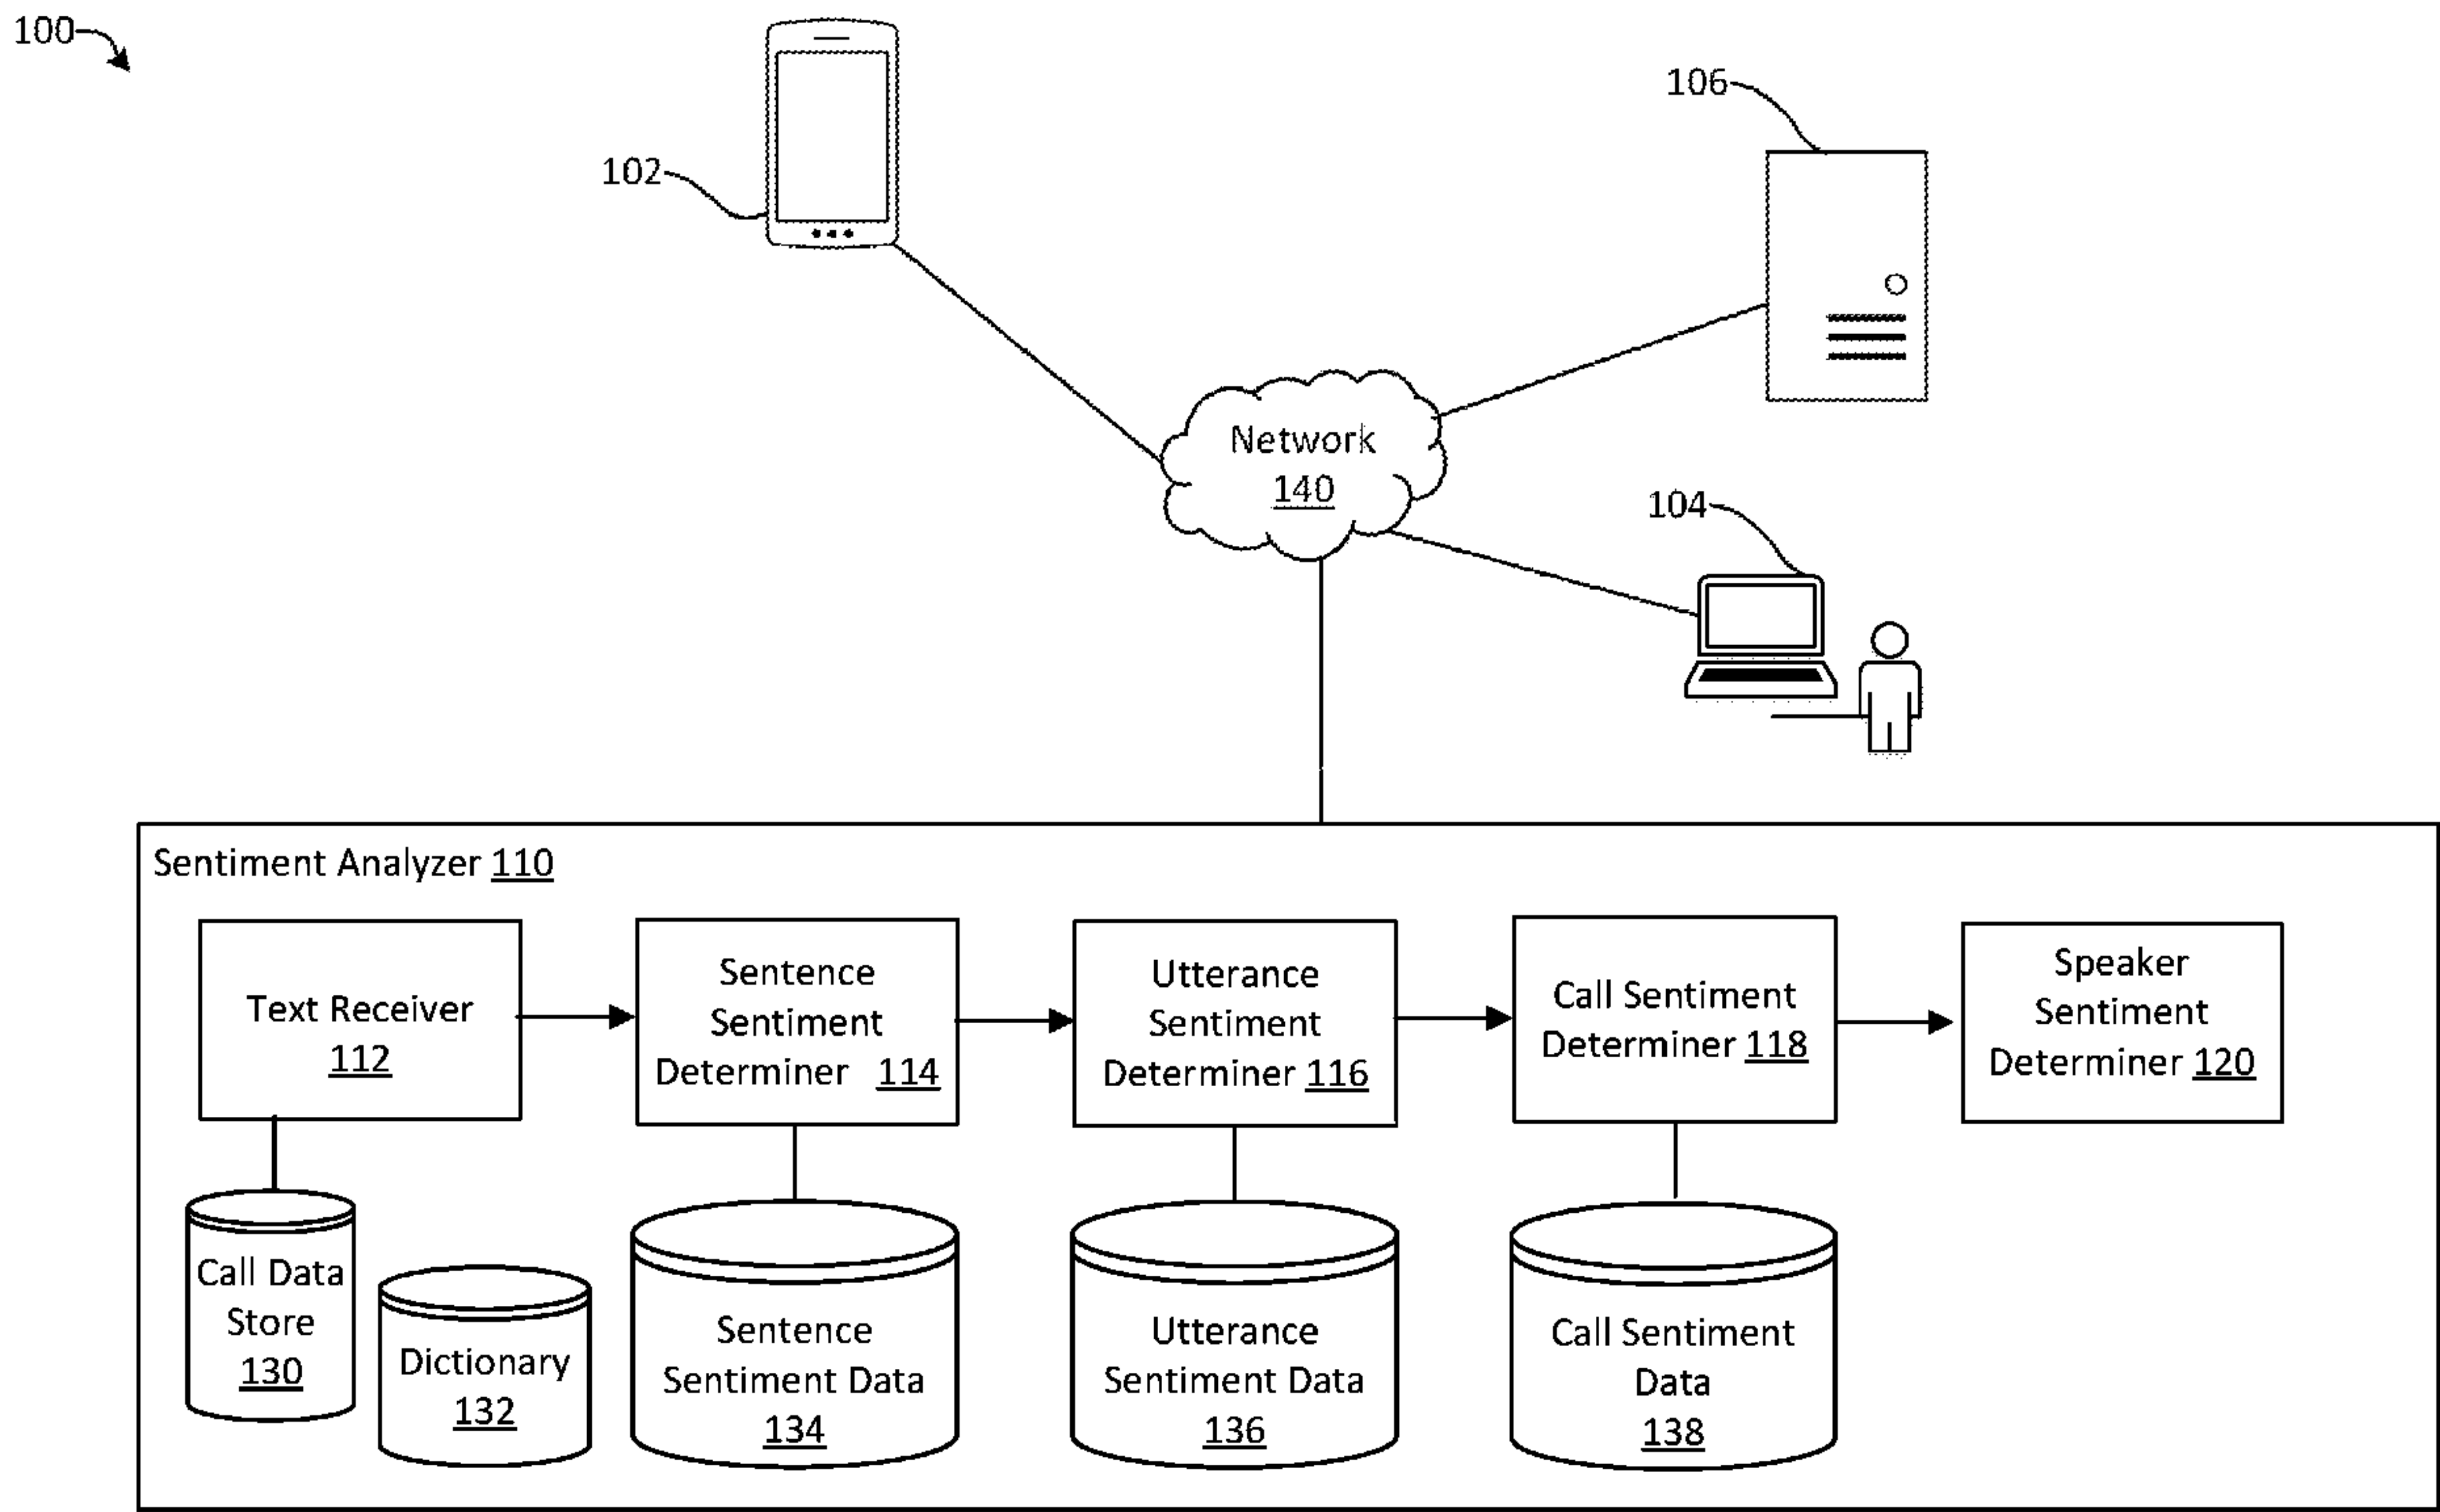 100
102
106
Network
140
104
Sentiment Analyzer 110
Text Receiver
112
Sentence
Sentiment
Determiner 114
Utterance
Sentiment
Determiner 116
Call Sentiment
Determiner 118
Speaker
Sentiment
Determiner 120
Call Data
Store
130
Dictionary
132
Sentence
Sentiment Data
134
Utterance
Sentiment Data
136
Call Sentiment
Data
138